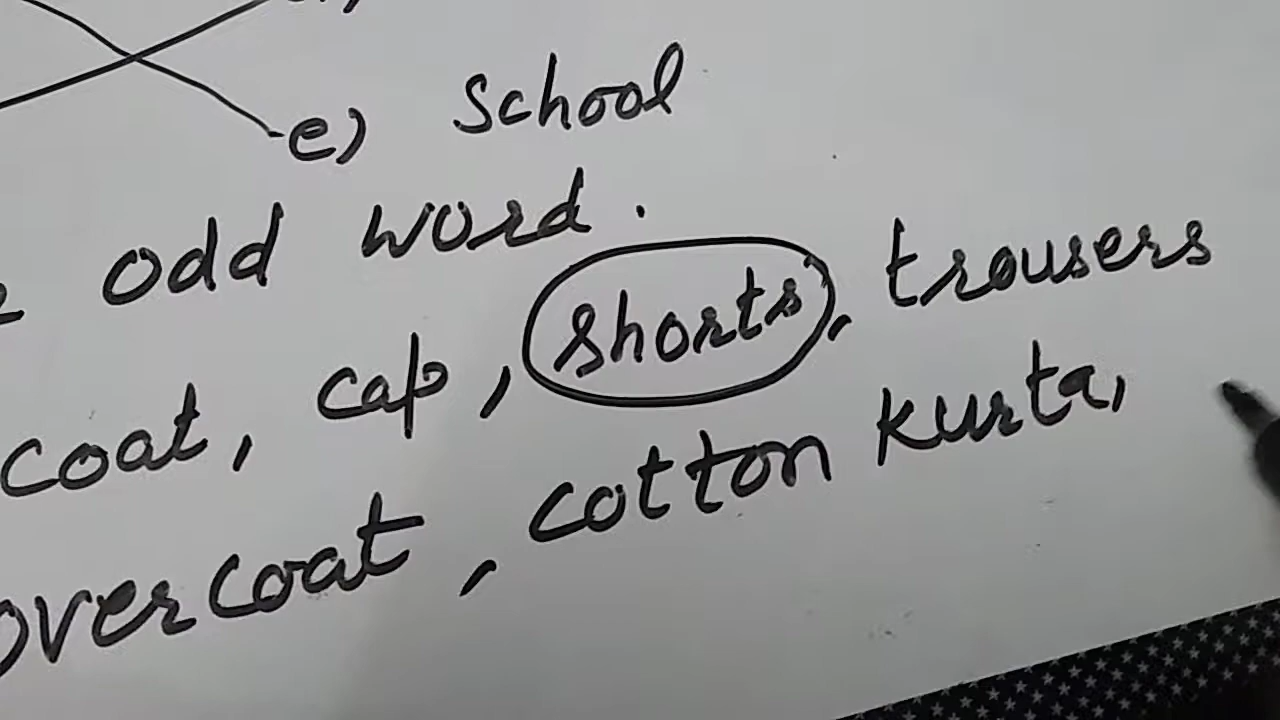 e) School
odd word.
coat, cap, shorts, trousers
overcoat, cotton kurta,